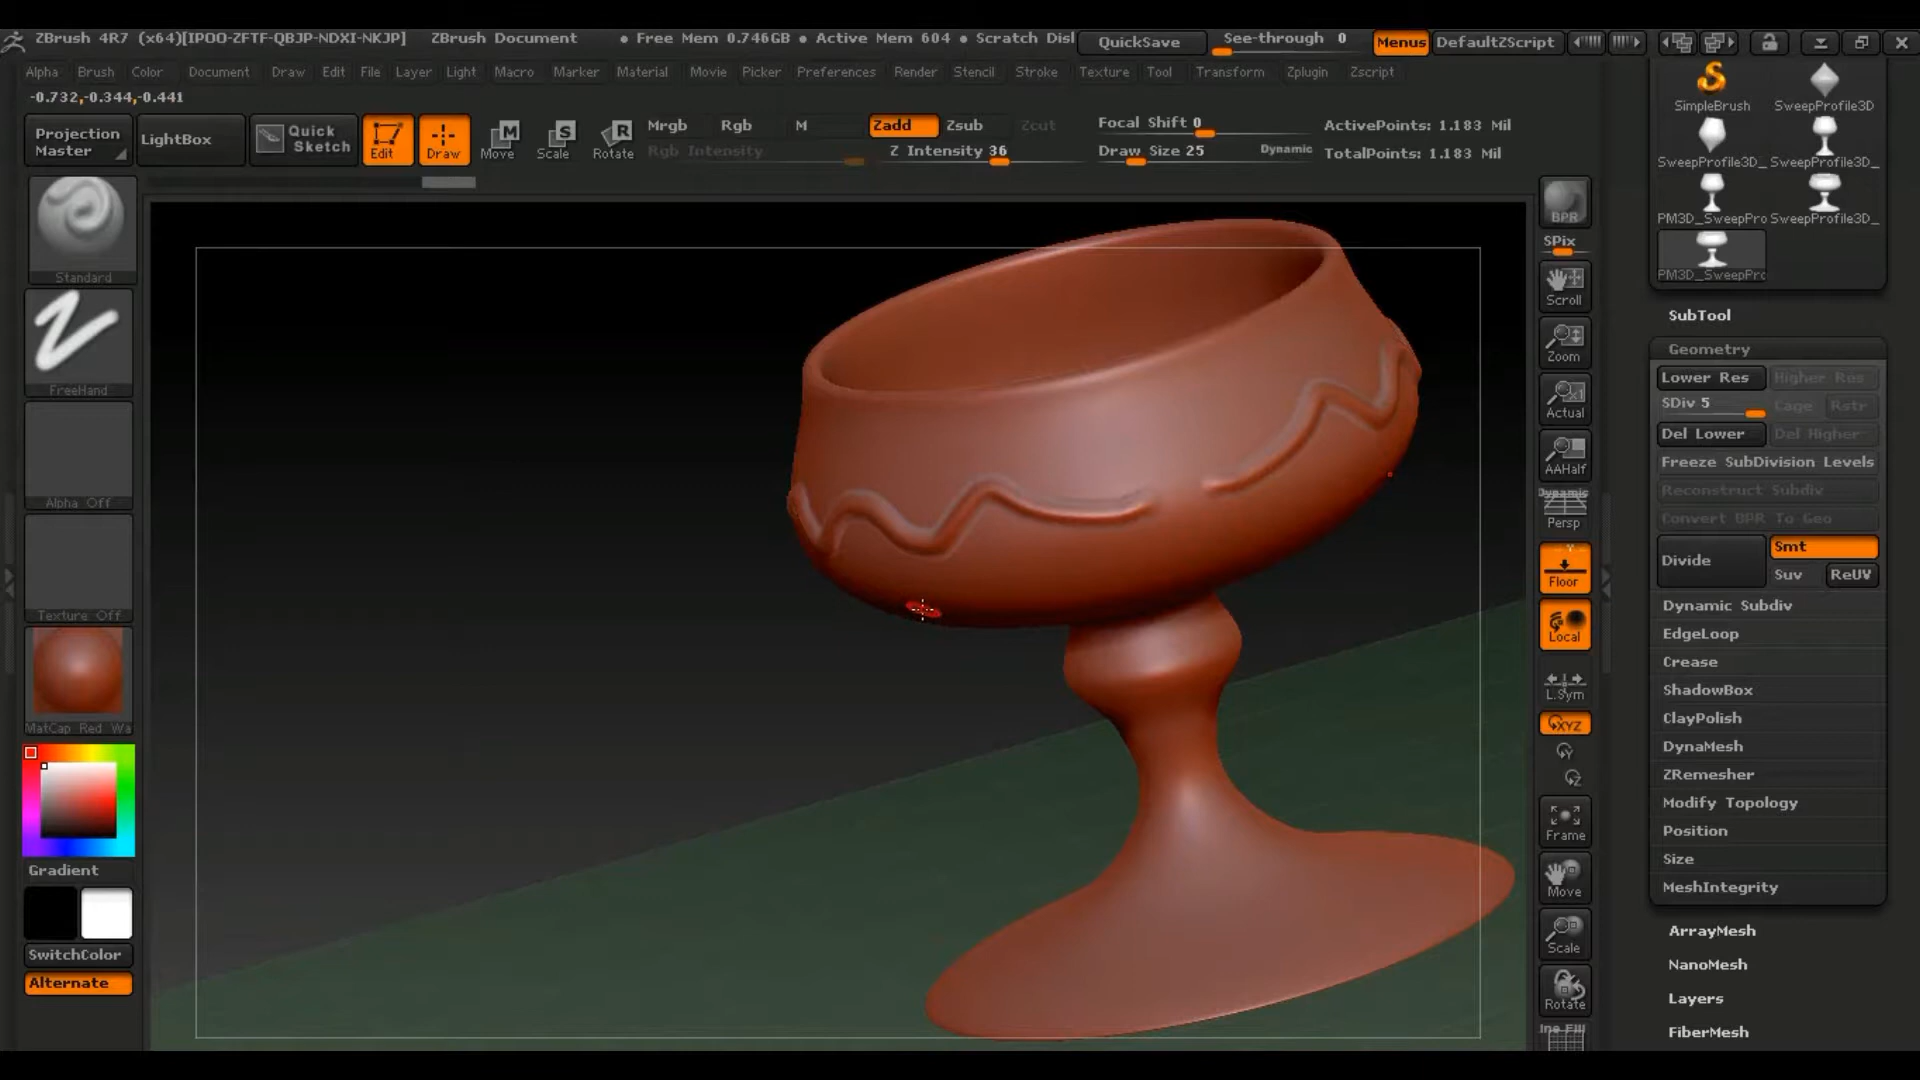 ZBrush 4R7 (x64)[IPOO-ZFTF-QBJP-NDXI-NKJP] ZBrush Document • Free Mem 0.746GB • Active Mem 604 • Scratch Disl QuickSave See-through 0 Menus DefaultZScript
Alpha Brush Color Document Draw Edit File Layer Light Macro Marker Material Movie Picker Preferences Render Stencil Stroke Texture Tool Transform Zplugin Zscript
-0.732,-0.344,-0.441
Projection Master
LightBox
Quick Sketch
Edit
Draw
Move
Scale
Rotate
Mrgb Rgb M
Rgb Intensity
Zadd Zsub Zcut
Z Intensity 36
Focal Shift 0
Draw Size 25 Dynamic
ActivePoints: 1.183 Mil
TotalPoints: 1.183 Mil
Standard
FreeHand
Alpha Off
Texture Off
MatCap Red Wa
Gradient
SwitchColor
Alternate
BPR
SPix
Scroll
Zoom
Actual
AAHalf
Dynamic
Persp
Floor
Local
L.Sym
XYZ
Frame
Move
Scale
Rotate
SimpleBrush SweepProfile3D
SweepProfile3D_ SweepProfile3D_
PM3D_SweepPro SweepProfile3D_
PM3D_SweepPro
SubTool
Geometry
Lower Res Higher Res
SDiv 5 Cage Rstr
Del Lower Del Higher
Freeze SubDivision Levels
Reconstruct Subdiv
Convert BPR To Geo
Divide Smt
Suv ReUV
Dynamic Subdiv
EdgeLoop
Crease
ShadowBox
ClayPolish
DynaMesh
ZRemesher
Modify Topology
Position
Size
MeshIntegrity
ArrayMesh
NanoMesh
Layers
FiberMesh